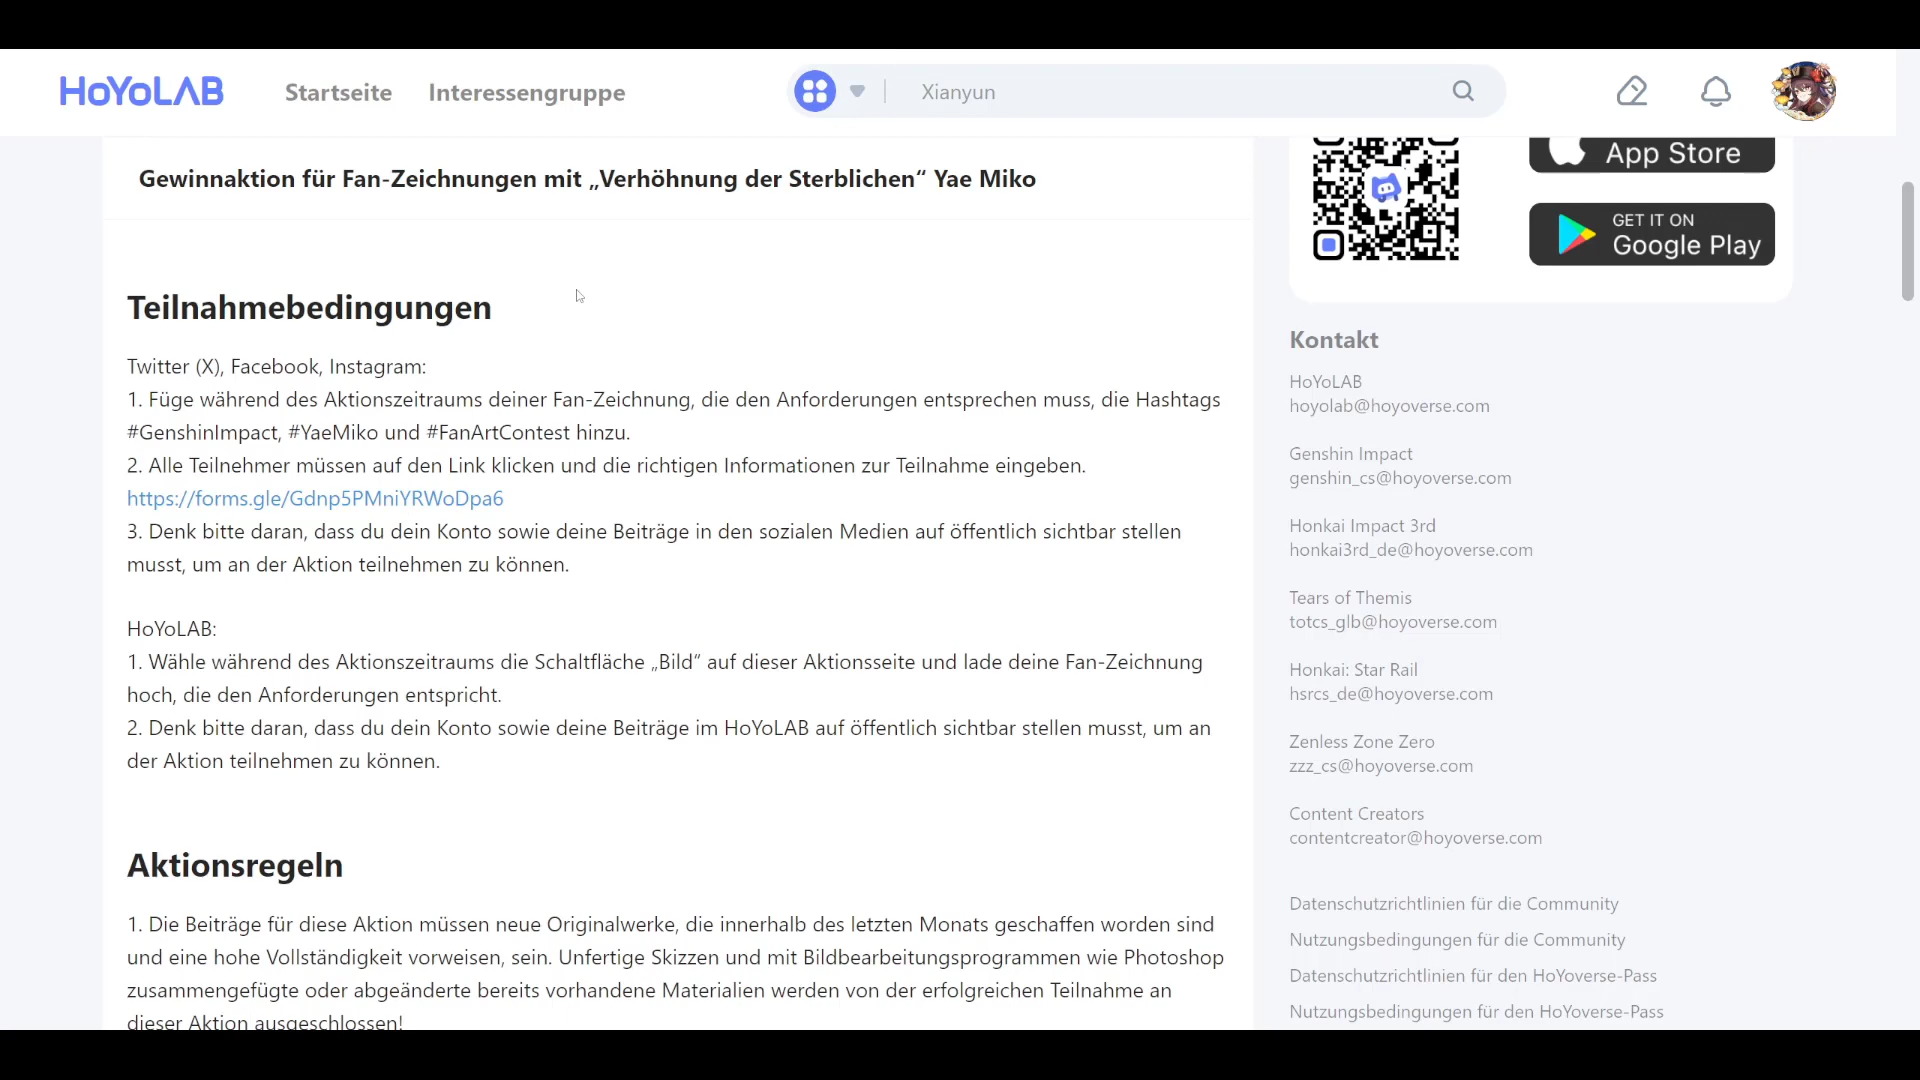 HoYoLAB
Startseite
Interessengruppe
Xianyun
Gewinnaktion für Fan-Zeichnungen mit „Verhöhnung der Sterblichen“ Yae Miko
Teilnahmebedingungen
Twitter (X), Facebook, Instagram:
1. Füge während des Aktionszeitraums deiner Fan-Zeichnung, die den Anforderungen entsprechen muss, die Hashtags
#GenshinImpact, #YaeMiko und #FanArtContest hinzu.
2. Alle Teilnehmer müssen auf den Link klicken und die richtigen Informationen zur Teilnahme eingeben.
https://forms.gle/Gdnp5PMniYRWoDpa6
3. Denk bitte daran, dass du dein Konto sowie deine Beiträge in den sozialen Medien auf öffentlich sichtbar stellen
musst, um an der Aktion teilnehmen zu können.
HoYoLAB:
1. Wähle während des Aktionszeitraums die Schaltfläche „Bild“ auf dieser Aktionsseite und lade deine Fan-Zeichnung
hoch, die den Anforderungen entspricht.
2. Denk bitte daran, dass du dein Konto sowie deine Beiträge im HoYoLAB auf öffentlich sichtbar stellen musst, um an
der Aktion teilnehmen zu können.
Aktionsregeln
1. Die Beiträge für diese Aktion müssen neue Originalwerke, die innerhalb des letzten Monats geschaffen worden sind
und eine hohe Vollständigkeit vorweisen, sein. Unfertige Skizzen und mit Bildbearbeitungsprogrammen wie Photoshop
zusammengefügte oder abgeänderte bereits vorhandene Materialien werden von der erfolgreichen Teilnahme an
dieser Aktion ausgeschlossen!
App Store
GET IT ON
Google Play
Kontakt
HoYoLAB
hoyolab@hoyoverse.com
Genshin Impact
genshin_cs@hoyoverse.com
Honkai Impact 3rd
honkai3rd_de@hoyoverse.com
Tears of Themis
totcs_glb@hoyoverse.com
Honkai: Star Rail
hsrcs_de@hoyoverse.com
Zenless Zone Zero
zzz_cs@hoyoverse.com
Content Creators
contentcreator@hoyoverse.com
Datenschutzrichtlinien für die Community
Nutzungsbedingungen für die Community
Datenschutzrichtlinien für den HoYoverse-Pass
Nutzungsbedingungen für den HoYoverse-Pass